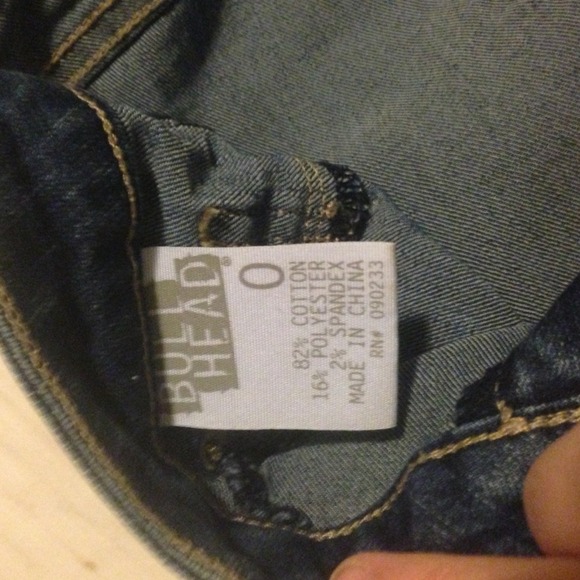 BULL
HEAD®
0
82% COTTON
16% POLYESTER
2% SPANDEX
MADE IN CHINA
RN# 090233